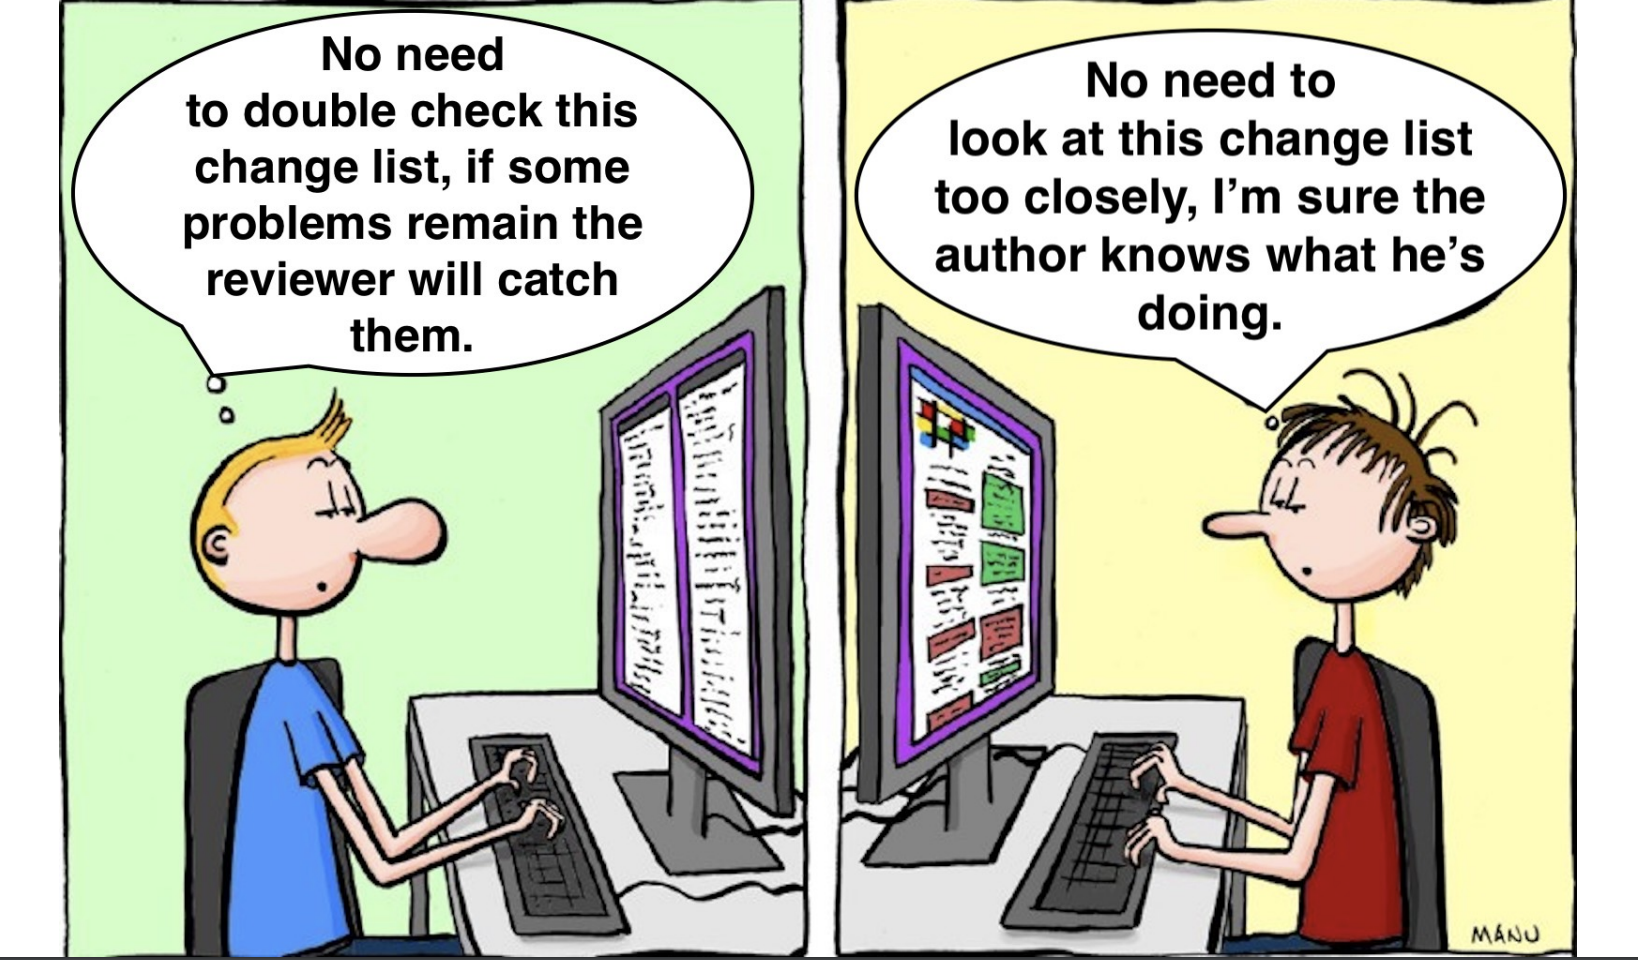 No need
to double check this
change list, if some
problems remain the
reviewer will catch
them.
No need to
look at this change list
too closely, I’m sure the
author knows what he’s
doing.
MANU